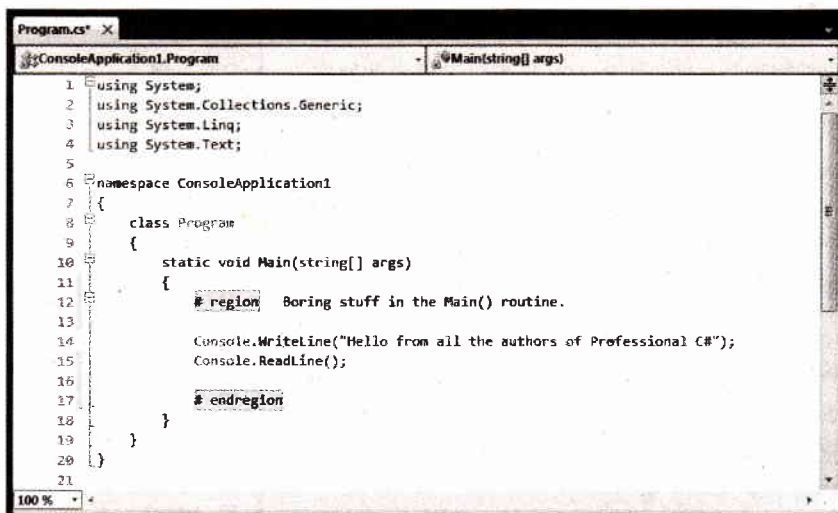 Program.cs* X
ConsoleApplication1.Program Main(string[] args)
1 using System;
2 using System.Collections.Generic;
3 using System.Linq;
4 using System.Text;
5
6 namespace ConsoleApplication1
7 {
8 class Program
9 {
10 static void Main(string[] args)
11 {
12 # region Boring stuff in the Main() routine.
13
14 Console.WriteLine("Hello from all the authors of Professional C#");
15 Console.ReadLine();
16
17 # endregion
18 }
19 }
20 }
21
100 %